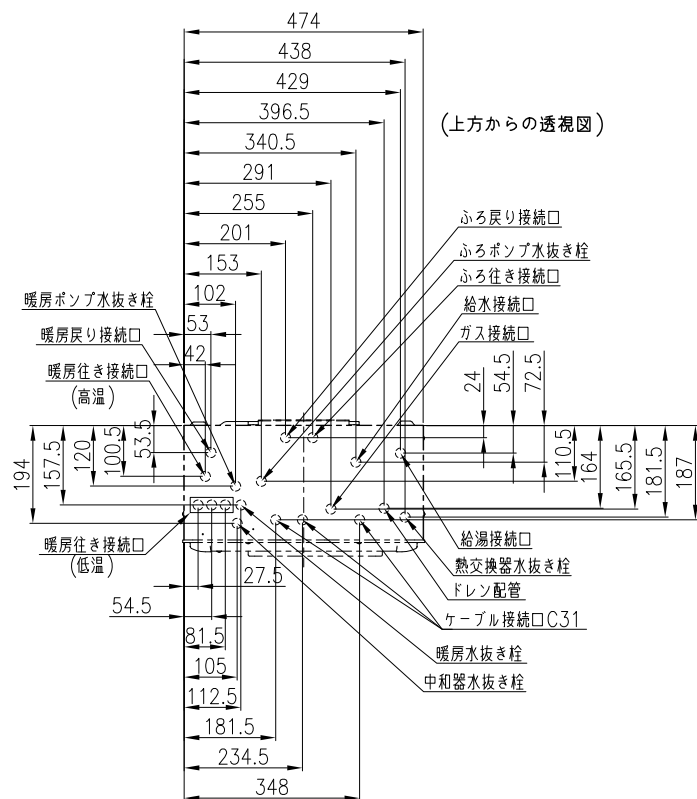 474
438
429
396.5
(上方からの透視図)
340.5
291
255
201
153
102
53
42
ふろ戻り接続口
ふろポンプ水抜き栓
ふろ往き接続口
給水接続口
ガス接続口
暖房ポンプ水抜き栓
暖房戻り接続口
暖房往き接続口
(高温)
194
157.5
120
100.5
53.5
24
54.5
72.5
110.5
164
165.5
181.5
187
暖房往き接続口
(低温)
給湯接続口
熱交換器水抜き栓
ドレン配管
ケーブル接続口C31
暖房水抜き栓
中和器水抜き栓
27.5
54.5
81.5
105
112.5
181.5
234.5
348